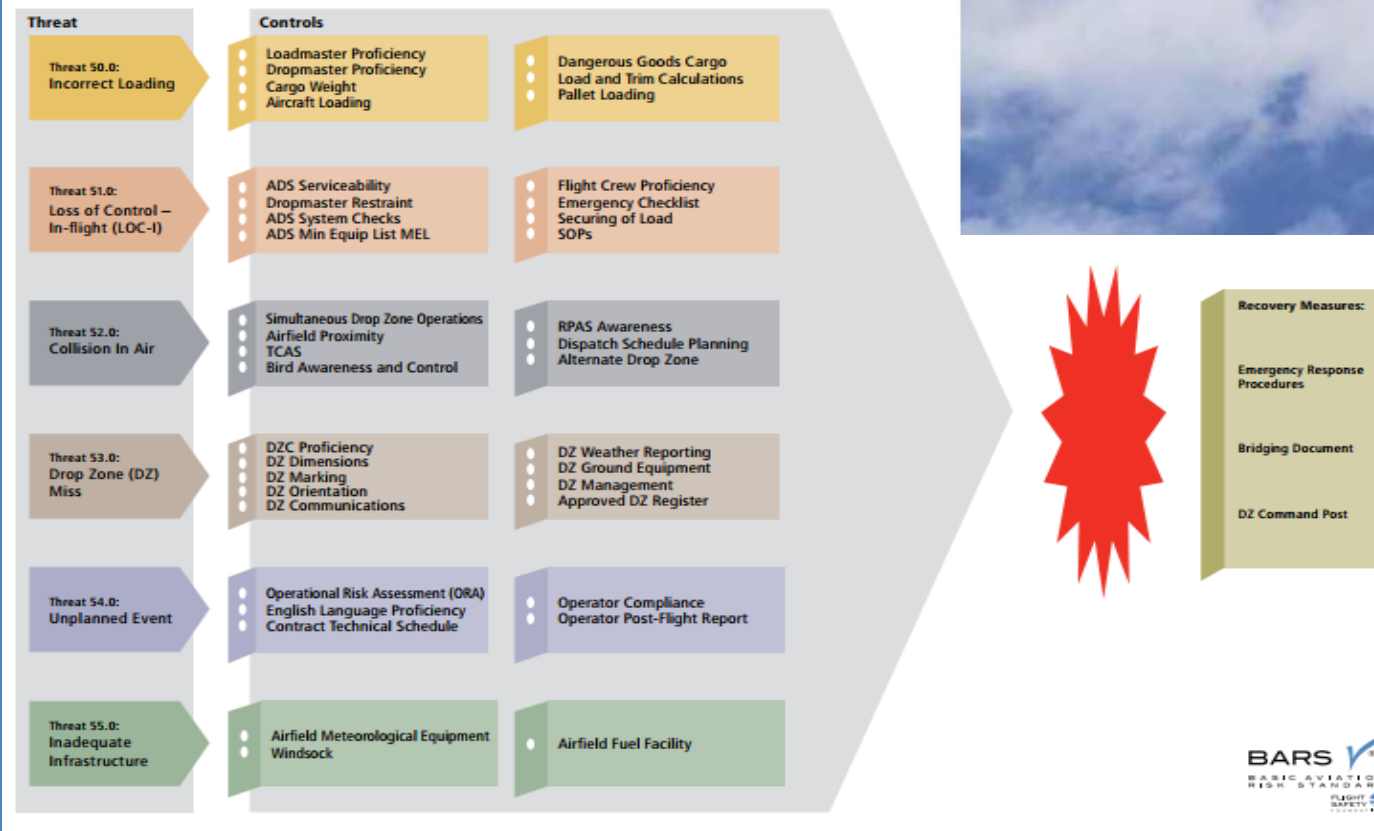 Threat
Controls
Threat 50.0:
Incorrect Loading
Loadmaster Proficiency
Dropmaster Proficiency
Cargo Weight
Aircraft Loading
Dangerous Goods Cargo
Load and Trim Calculations
Pallet Loading
Threat 51.0:
Loss of Control –
In-flight (LOC-I)
ADS Serviceability
Dropmaster Restraint
ADS System Checks
ADS Min Equip List MEL
Flight Crew Proficiency
Emergency Checklist
Securing of Load
SOPs
Threat 52.0:
Collision In Air
Simultaneous Drop Zone Operations
Airfield Proximity
TCAS
Bird Awareness and Control
RPAS Awareness
Dispatch Schedule Planning
Alternate Drop Zone
Threat 53.0:
Drop Zone (DZ)
Miss
DZC Proficiency
DZ Dimensions
DZ Marking
DZ Orientation
DZ Communications
DZ Weather Reporting
DZ Ground Equipment
DZ Management
Approved DZ Register
Threat 54.0:
Unplanned Event
Operational Risk Assessment (ORA)
English Language Proficiency
Contract Technical Schedule
Operator Compliance
Operator Post-Flight Report
Threat 55.0:
Inadequate
Infrastructure
Airfield Meteorological Equipment
Windsock
Airfield Fuel Facility
Recovery Measures:
Emergency Response
Procedures
Bridging Document
DZ Command Post
BARS
BASIC AVIATIO
RISK STANDAR
FLIGHT
SAFETY